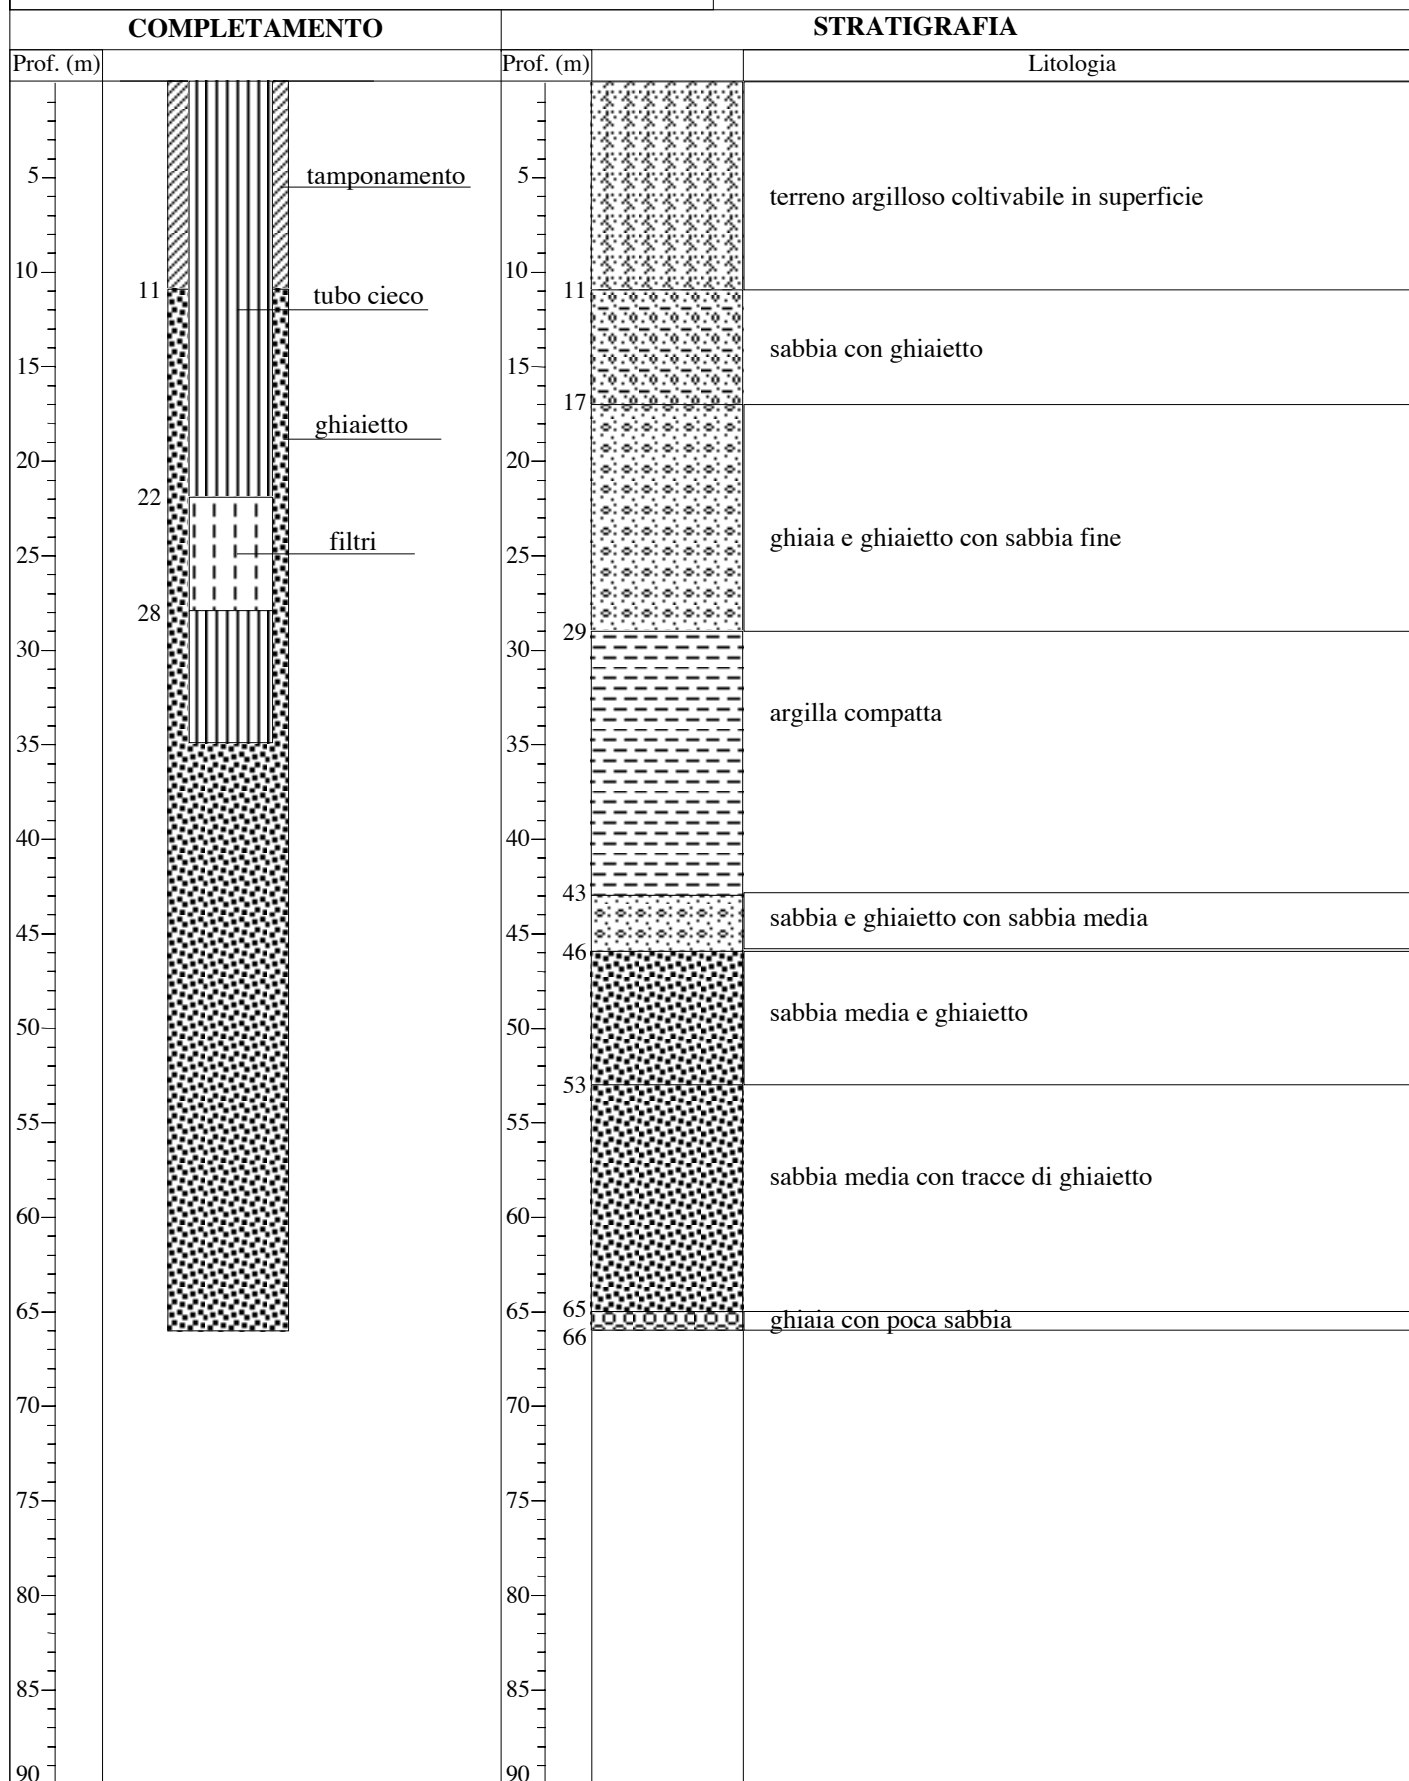 COMPLETAMENTO
STRATIGRAFIA
Prof. (m)
Prof. (m)
Litologia
5
tamponamento
5
terreno argilloso coltivabile in superficie
10
10
11
tubo cieco
11
sabbia con ghiaietto
15
15
17
ghiaietto
20
20
22
filtri
ghiaia e ghiaietto con sabbia fine
25
25
28
29
30
30
argilla compatta
35
35
40
40
43
sabbia e ghiaietto con sabbia media
45
45
46
sabbia media e ghiaietto
50
50
53
55
55
sabbia media con tracce di ghiaietto
60
60
65
65
65
ghiaia con poca sabbia
66
70
70
75
75
80
80
85
85
90
90